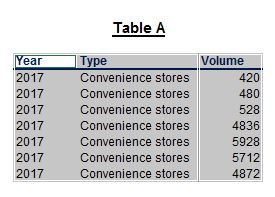 Table A
Year Type Volume
2017 Convenience stores 420
2017 Convenience stores 480
2017 Convenience stores 528
2017 Convenience stores 4836
2017 Convenience stores 5928
2017 Convenience stores 5712
2017 Convenience stores 4872